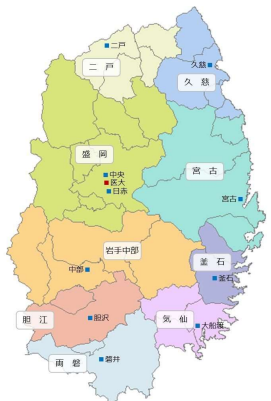 二戸
久慈
二 戸
久 慈
盛 岡
中央
医大
日赤
宮 古
宮古
岩手中部
釜 石
中部
釜石
胆 江
胆沢
気 仙
大船渡
両 磐
磐井